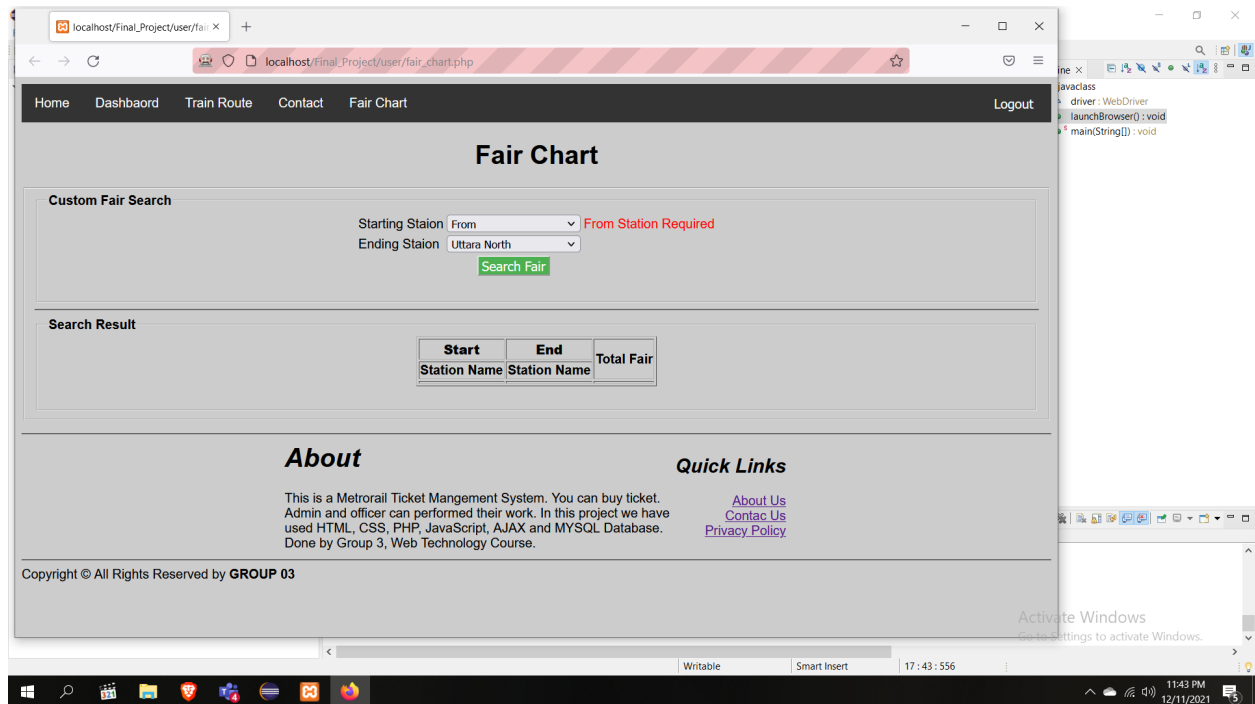 localhost/Final_Project/user/fair
localhost/Final_Project/user/fair_chart.php
Home Dashbaord Train Route Contact Fair Chart Logout
Fair Chart
Custom Fair Search
Starting Staion From From Station Required
Ending Staion Uttara North
Search Fair
Search Result
Start End Total Fair
Station Name Station Name
About
This is a Metrorail Ticket Mangement System. You can buy ticket.
Admin and officer can performed their work. In this project we have
used HTML, CSS, PHP, JavaScript, AJAX and MYSQL Database.
Done by Group 3, Web Technology Course.
Quick Links
About Us
Contac Us
Privacy Policy
Copyright © All Rights Reserved by GROUP 03
javaclass
driver : WebDriver
launchBrowser() : void
main(String[]) : void
Activate Windows
Go to Settings to activate Windows.
Writable Smart Insert 17 : 43 : 556
11:43 PM
12/11/2021